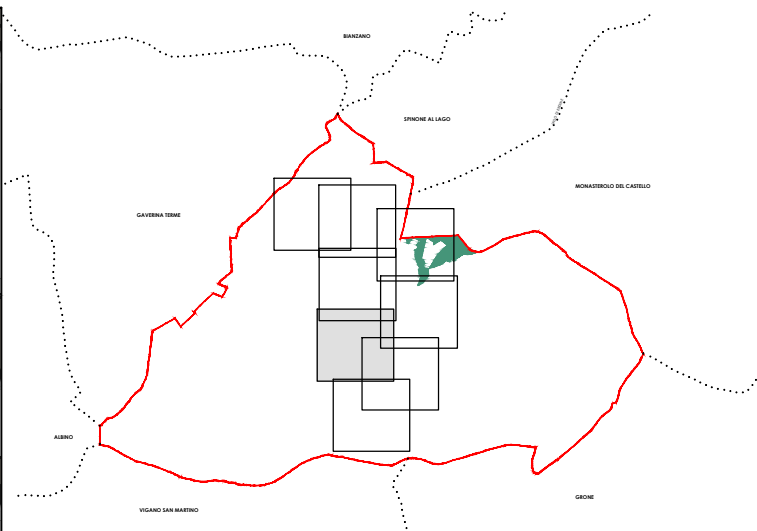 BIANZANO
SPINONE AL LAGO
MONASTEROLO DEL CASTELLO
GAVERINA TERME
ALBINO
GRONE
VIGANO SAN MARTINO